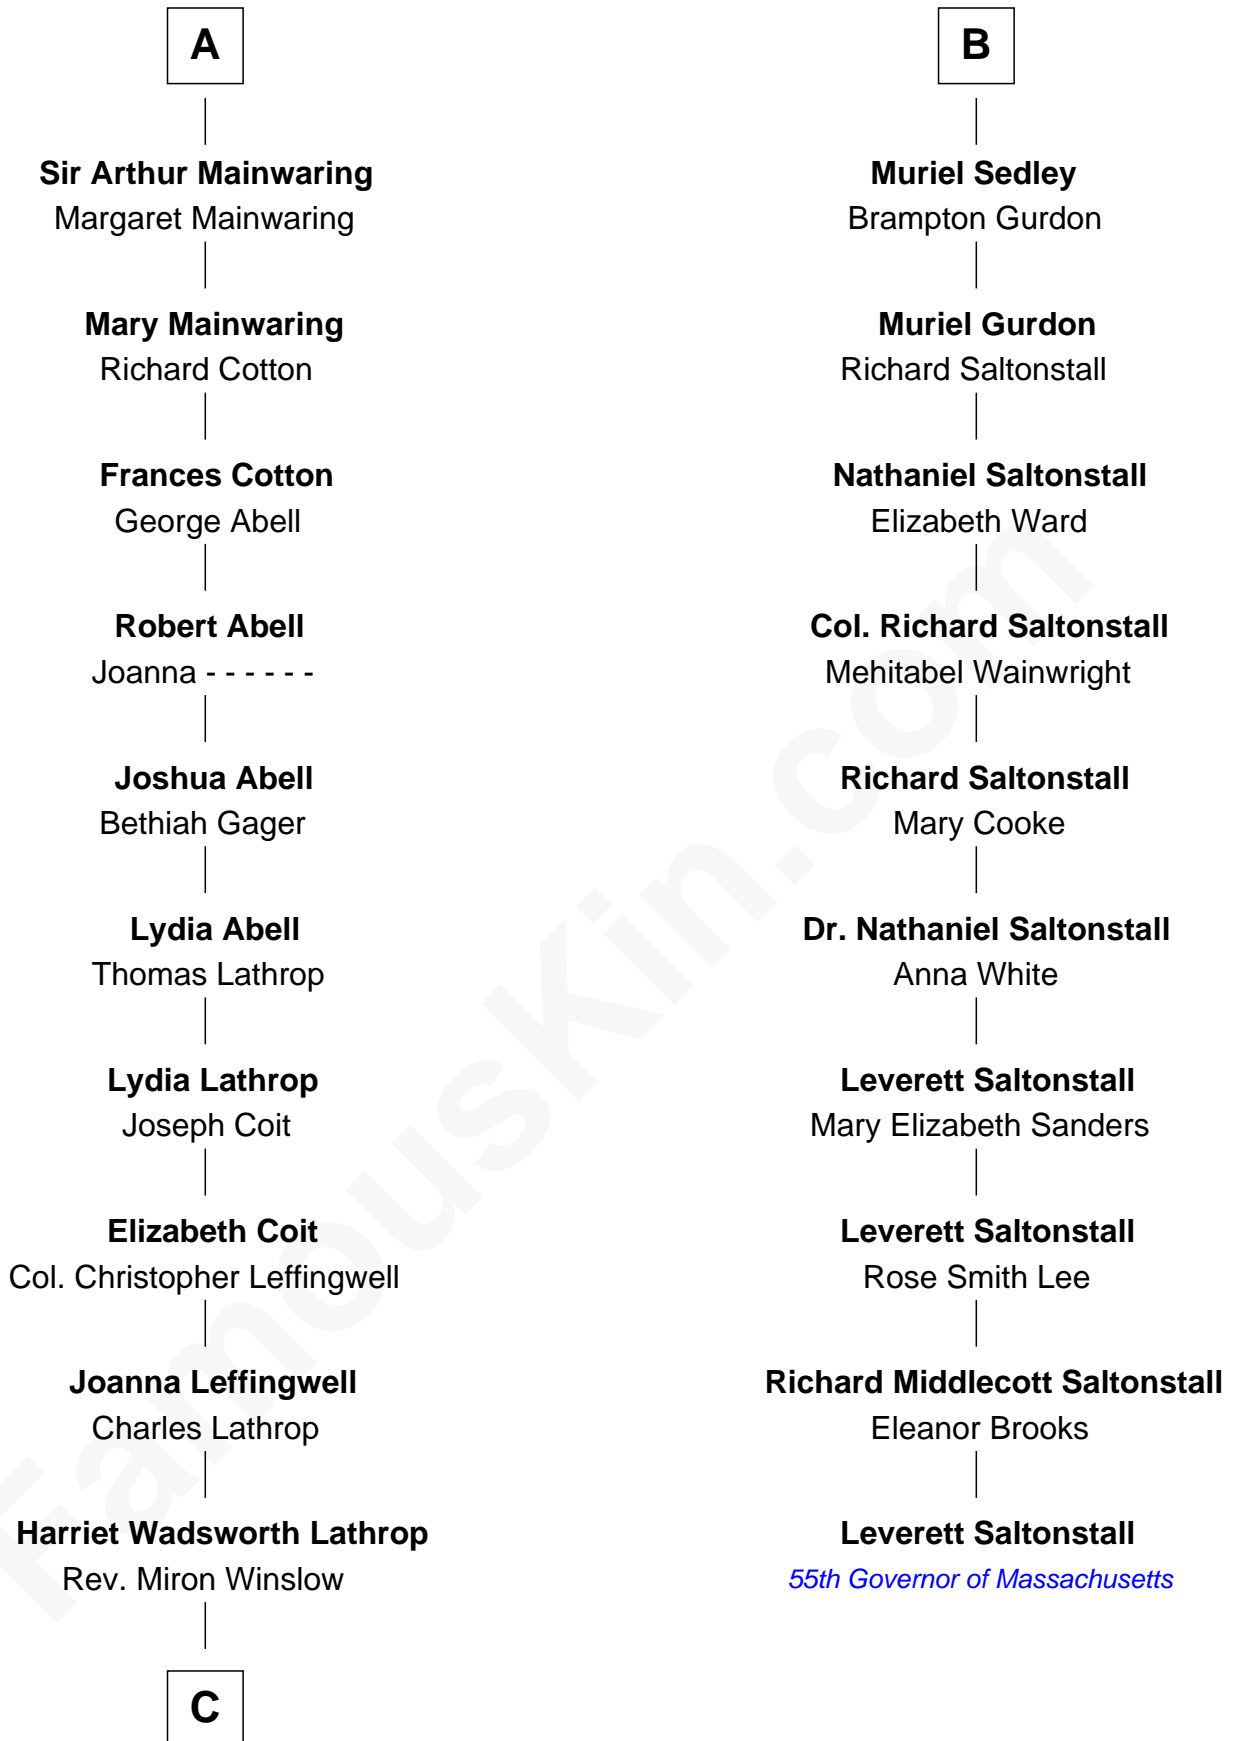 A
Sir Arthur Mainwaring
Margaret Mainwaring
Mary Mainwaring
Richard Cotton
Frances Cotton
George Abell
Robert Abell
Joanna - - - - - -
Joshua Abell
Bethiah Gager
Lydia Abell
Thomas Lathrop
Lydia Lathrop
Joseph Coit
Elizabeth Coit
Col. Christopher Leffingwell
Joanna Leffingwell
Charles Lathrop
Harriet Wadsworth Lathrop
Rev. Miron Winslow
C
B
Muriel Sedley
Brampton Gurdon
Muriel Gurdon
Richard Saltonstall
Nathaniel Saltonstall
Elizabeth Ward
Col. Richard Saltonstall
Mehitabel Wainwright
Richard Saltonstall
Mary Cooke
Dr. Nathaniel Saltonstall
Anna White
Leverett Saltonstall
Mary Elizabeth Sanders
Leverett Saltonstall
Rose Smith Lee
Richard Middlecott Saltonstall
Eleanor Brooks
Leverett Saltonstall
55th Governor of Massachusetts
FamousKin.com